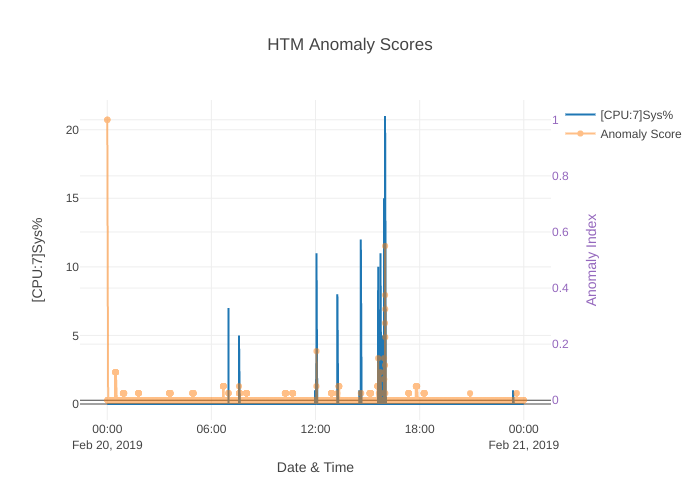 HTM Anomaly Scores
[CPU:7]Sys%
Anomaly Score
20
15
10
5
0
1
0.8
0.6
0.4
0.2
0
[CPU:7]Sys%
Anomaly Index
00:00
06:00
12:00
18:00
00:00
Feb 20, 2019
Feb 21, 2019
Date & Time